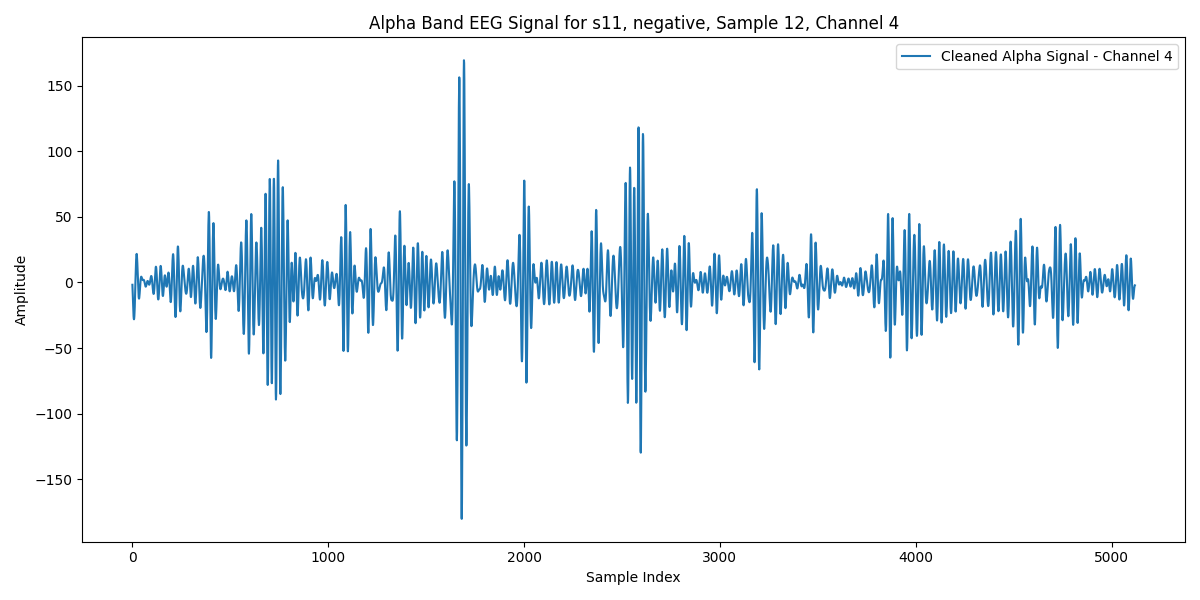 Alpha Band EEG Signal for s11, negative, Sample 12, Channel 4
Cleaned Alpha Signal - Channel 4
150
100
50
0
−50
−100
−150
Amplitude
0 1000 2000 3000 4000 5000
Sample Index